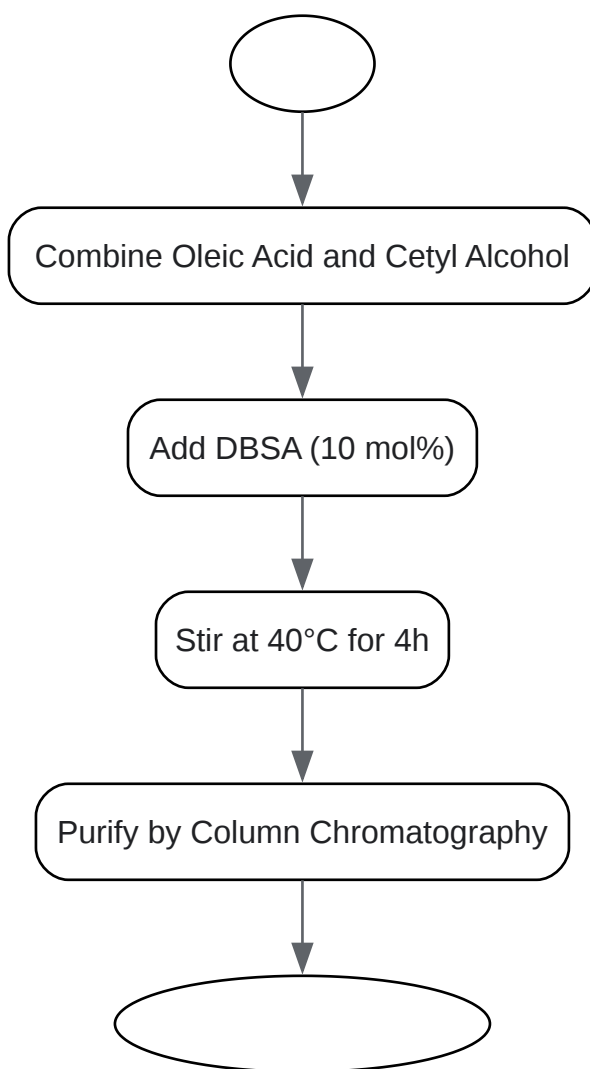 Combine Oleic Acid and Cetyl Alcohol
Add DBSA (10 mol%)
Stir at 40°C for 4h
Purify by Column Chromatography